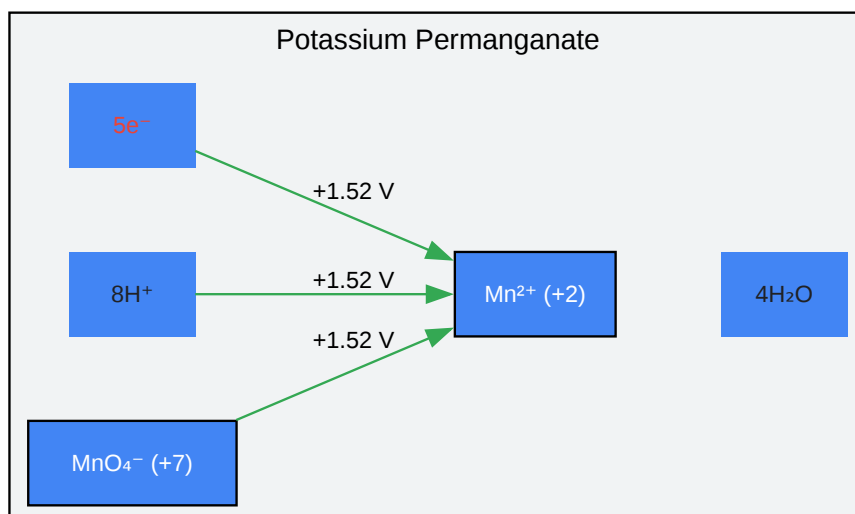 Potassium Permanganate
5e⁻
+1.52 V
8H⁺
+1.52 V
Mn²⁺ (+2)
4H₂O
+1.52 V
MnO₄⁻ (+7)